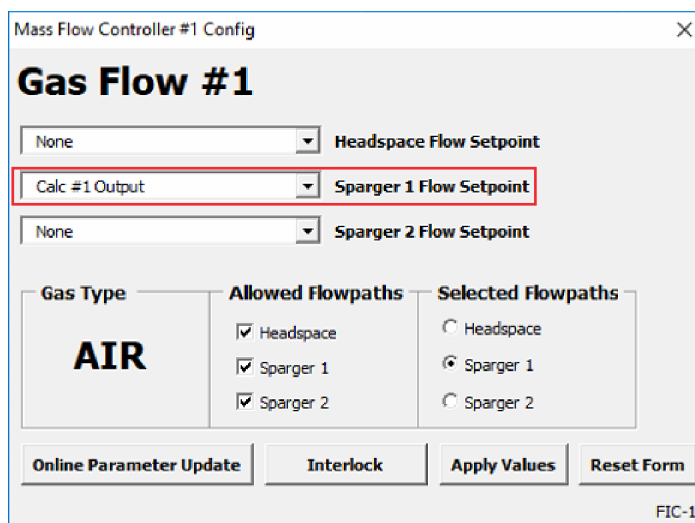 Mass Flow Controller #1 Config
Gas Flow #1
None Headspace Flow Setpoint
Calc #1 Output Sparger 1 Flow Setpoint
None Sparger 2 Flow Setpoint
Gas Type Allowed Flowpaths Selected Flowpaths
AIR
Headspace Headspace
Sparger 1 Sparger 1
Sparger 2 Sparger 2
Online Parameter Update Interlock Apply Values Reset Form
FIC-1